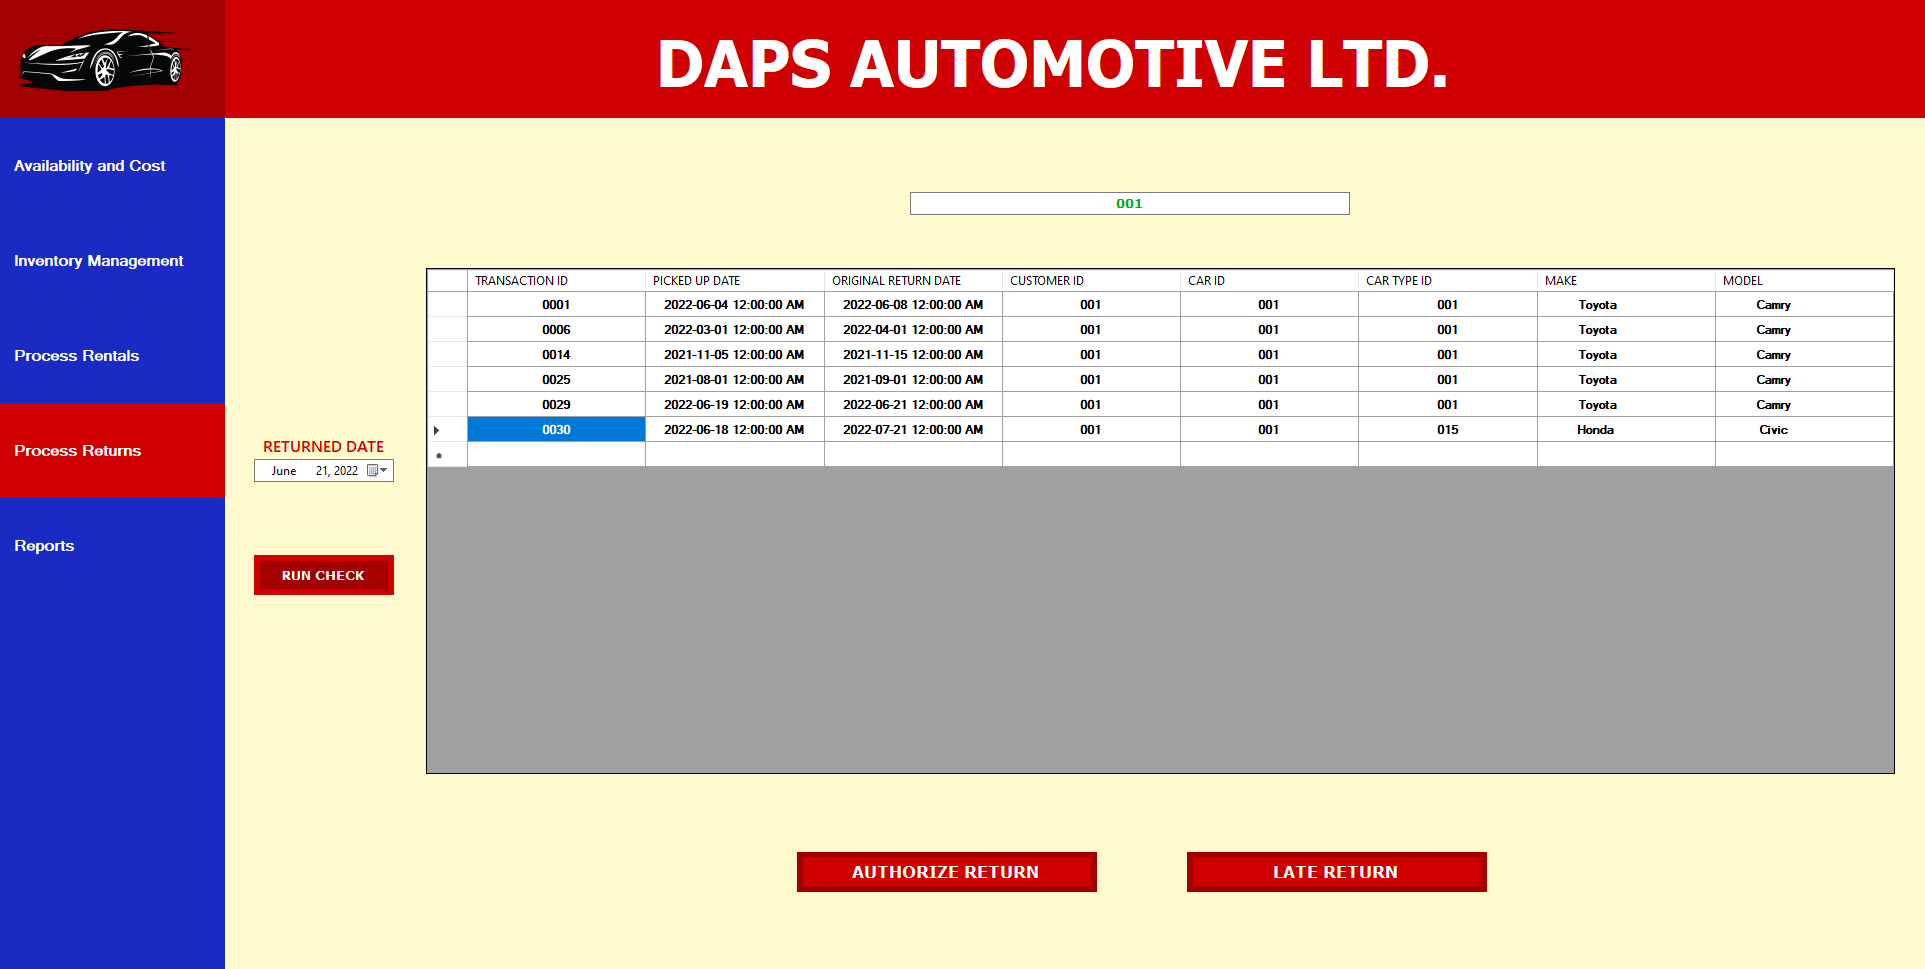 DAPS AUTOMOTIVE LTD.
Availability and Cost
Inventory Management
Process Rentals
Process Returns
Reports
001
RETURNED DATE
June 21, 2022
RUN CHECK
TRANSACTION ID PICKED UP DATE ORIGINAL RETURN DATE CUSTOMER ID CAR ID CAR TYPE ID MAKE MODEL
0001 2022-06-04 12:00:00 AM 2022-06-08 12:00:00 AM 001 001 001 Toyota Camry
0006 2022-03-01 12:00:00 AM 2022-04-01 12:00:00 AM 001 001 001 Toyota Camry
0014 2021-11-05 12:00:00 AM 2021-11-15 12:00:00 AM 001 001 001 Toyota Camry
0025 2021-08-01 12:00:00 AM 2021-09-01 12:00:00 AM 001 001 001 Toyota Camry
0029 2022-06-19 12:00:00 AM 2022-06-21 12:00:00 AM 001 001 001 Toyota Camry
0030 2022-06-18 12:00:00 AM 2022-07-21 12:00:00 AM 001 001 015 Honda Civic
AUTHORIZE RETURN
LATE RETURN